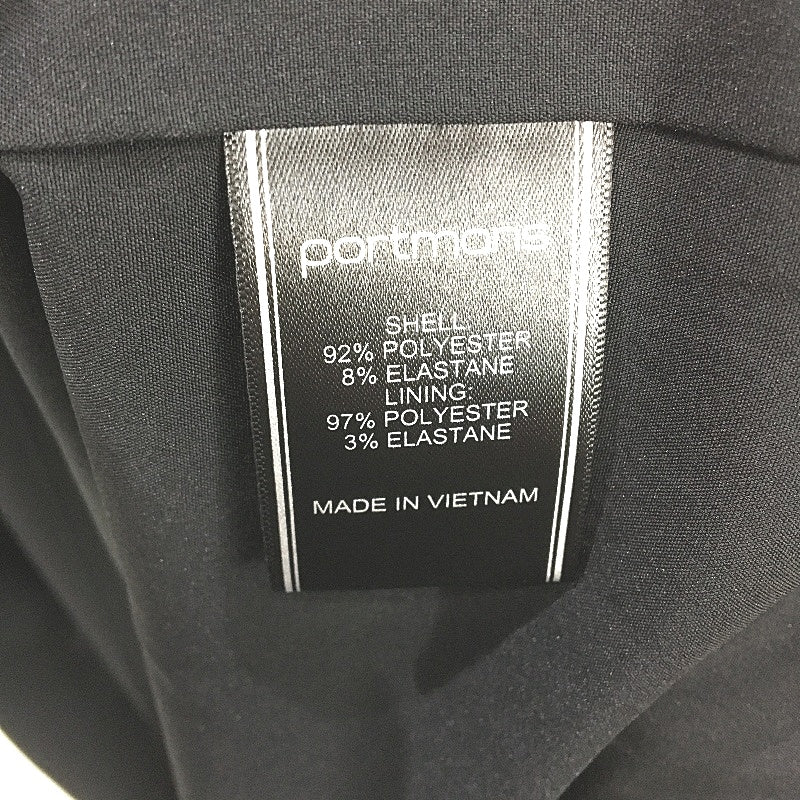 portmans
SHELL:
92% POLYESTER
8% ELASTANE
LINING:
97% POLYESTER
3% ELASTANE
MADE IN VIETNAM